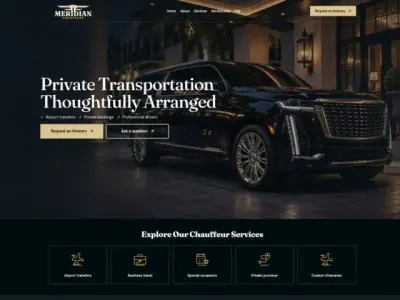 MERIDIAN
CHAUFFEUR
Home About Services
Request an Itinerary
Private Transportation
Thoughtfully Arranged
✓ Airport transfers ✓ Private bookings ✓ Professional drivers
Request an Itinerary
Ask a question
Explore Our Chauffeur Services
Airport transfers
Business travel
Special occasions
Private journeys
Custom itineraries